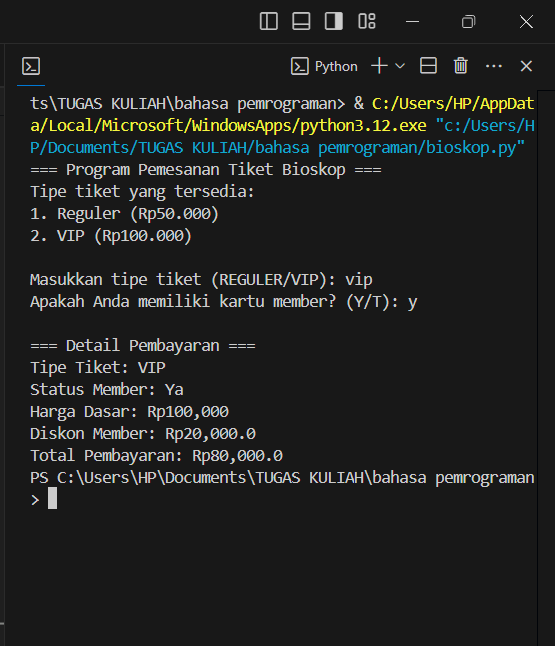 Python
ts\TUGAS KULIAH\bahasa pemrograman> & C:/Users/HP/AppDat
a/Local/Microsoft/WindowsApps/python3.12.exe "c:/Users/H
P/Documents/TUGAS KULIAH/bahasa pemrograman/bioskop.py"
=== Program Pemesanan Tiket Bioskop ===
Tipe tiket yang tersedia:
1. Reguler (Rp50.000)
2. VIP (Rp100.000)
Masukkan tipe tiket (REGULER/VIP): vip
Apakah Anda memiliki kartu member? (Y/T): y
=== Detail Pembayaran ===
Tipe Tiket: VIP
Status Member: Ya
Harga Dasar: Rp100,000
Diskon Member: Rp20,000.0
Total Pembayaran: Rp80,000.0
PS C:\Users\HP\Documents\TUGAS KULIAH\bahasa pemrograman
>